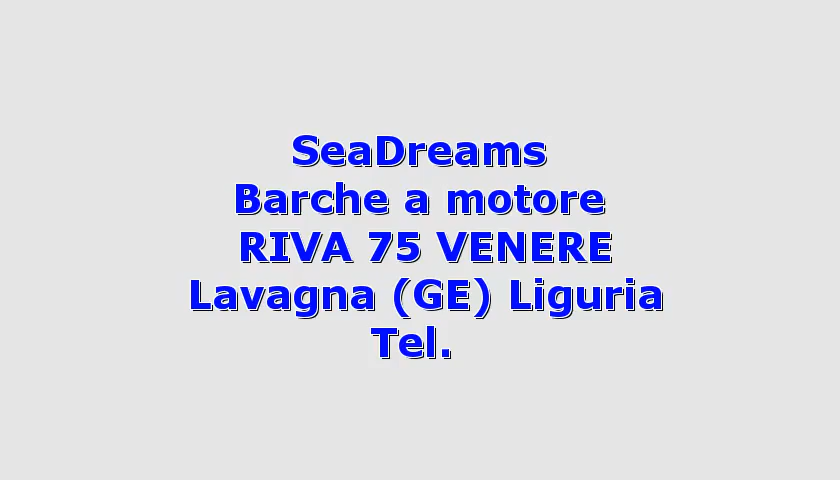 SeaDreams
Barche a motore
RIVA 75 VENERE
Lavagna (GE) Liguria
Tel.